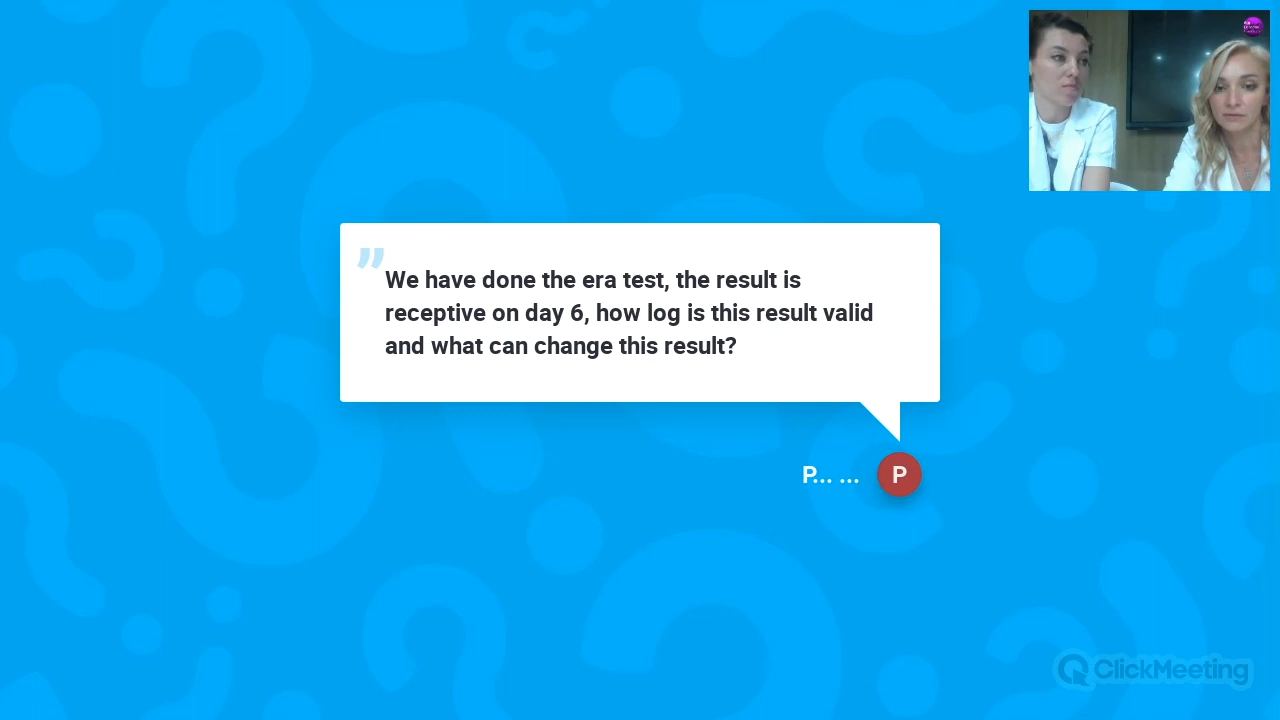 We have done the era test, the result is
receptive on day 6, how log is this result valid
and what can change this result?
P... ...
P
ClickMeeting